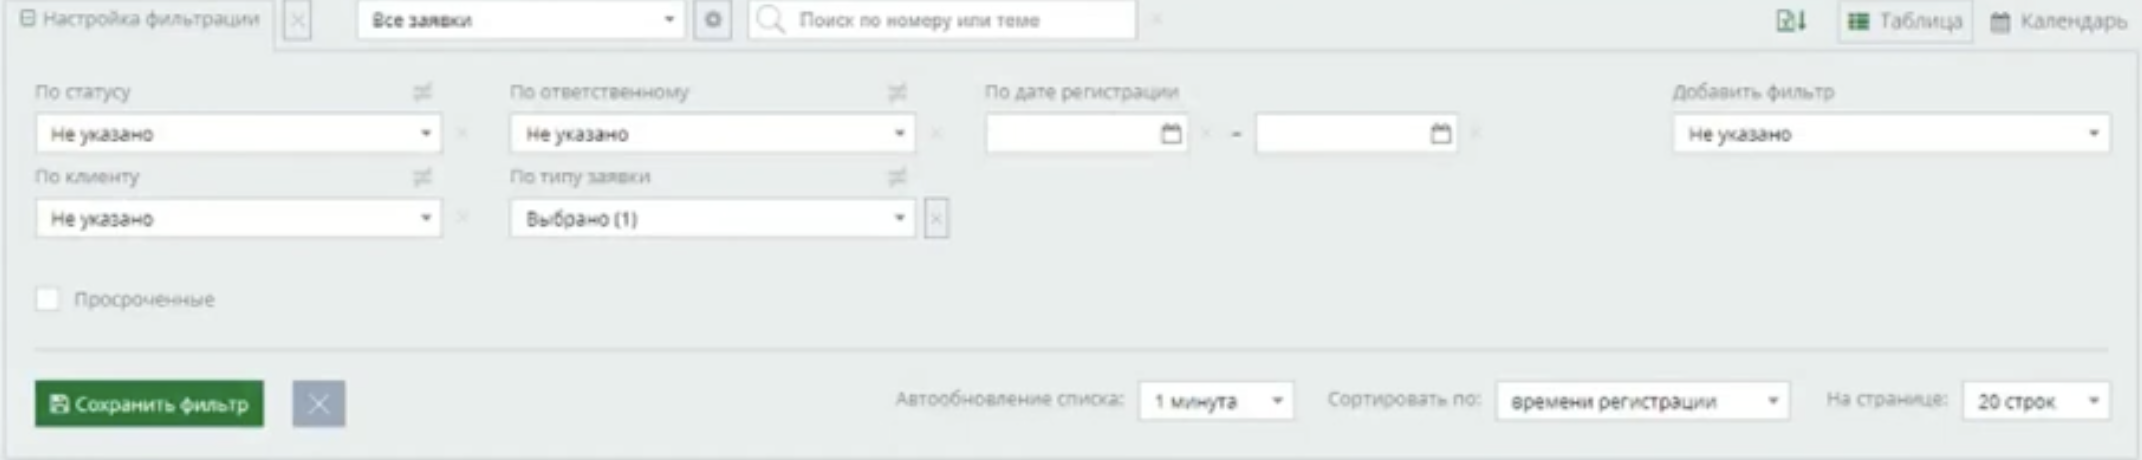 Настройка фильтрации Все заявки Поиск по номеру или теме Таблица Календарь
По статусу По ответственному По дате регистрации Добавить фильтр
Не указано Не указано - Не указано
По клиенту По типу заявки
Не указано Выбрано (1)
Просроченные
Сохранить фильтр Автообновление списка: 1 минута Сортировать по: времени регистрации На странице: 20 строк